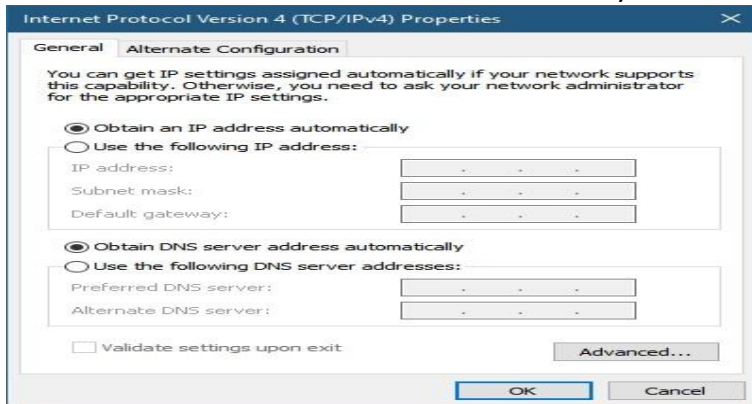 Internet Protocol Version 4 (TCP/IPv4) Properties
General Alternate Configuration
You can get IP settings assigned automatically if your network supports
this capability. Otherwise, you need to ask your network administrator
for the appropriate IP settings.
Obtain an IP address automatically
Use the following IP address:
IP address:
Subnet mask:
Default gateway:
Obtain DNS server address automatically
Use the following DNS server addresses:
Preferred DNS server:
Alternate DNS server:
Validate settings upon exit
Advanced...
OK Cancel